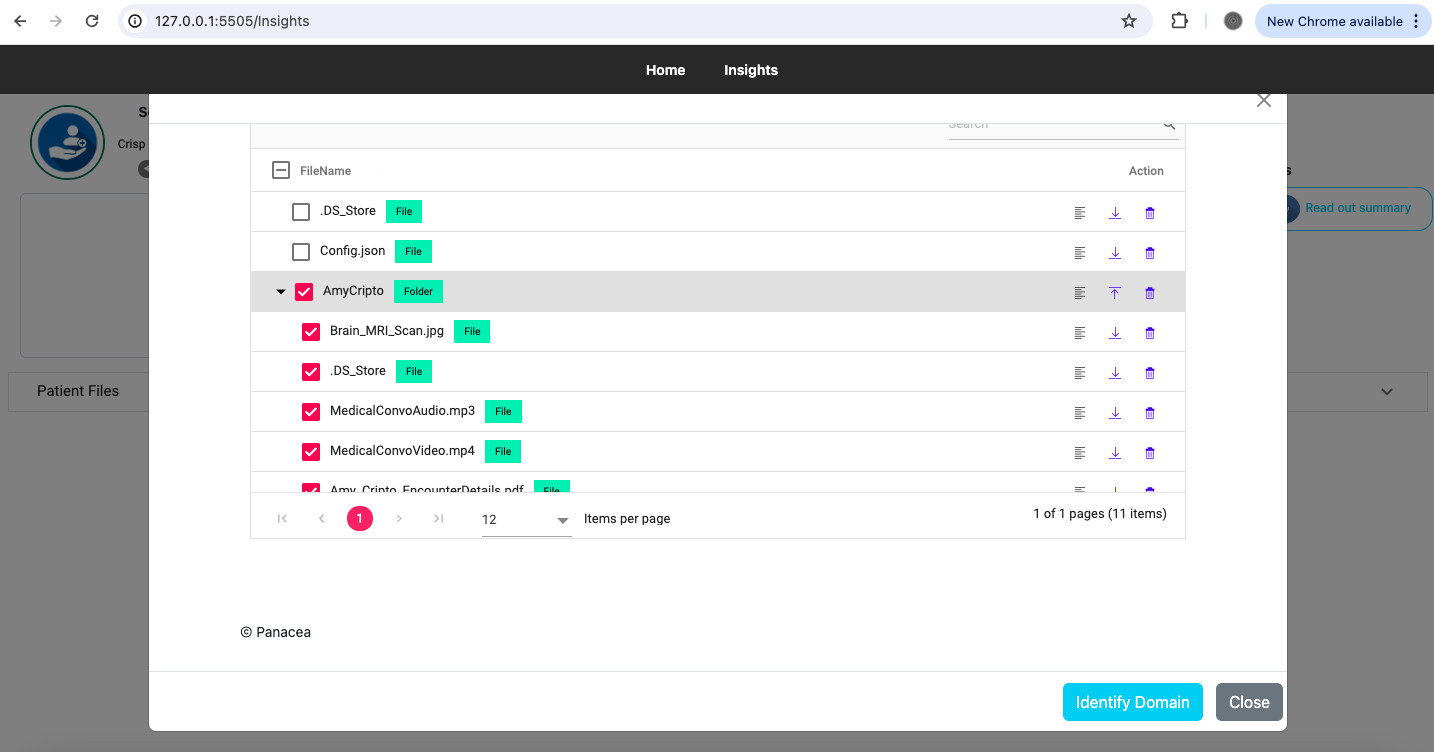 127.0.0.1:5505/Insights
New Chrome available
Home Insights
Search
Crisp
FileName Action
.DS_Store File
Read out summary
Config.json File
AmyCripto Folder
Brain_MRI_Scan.jpg File
.DS_Store File
Patient Files
MedicalConvoAudio.mp3 File
MedicalConvoVideo.mp4 File
Amy_Cripto_EncounterDetails.pdf File
1 12 Items per page 1 of 1 pages (11 items)
© Panacea
Identify Domain Close